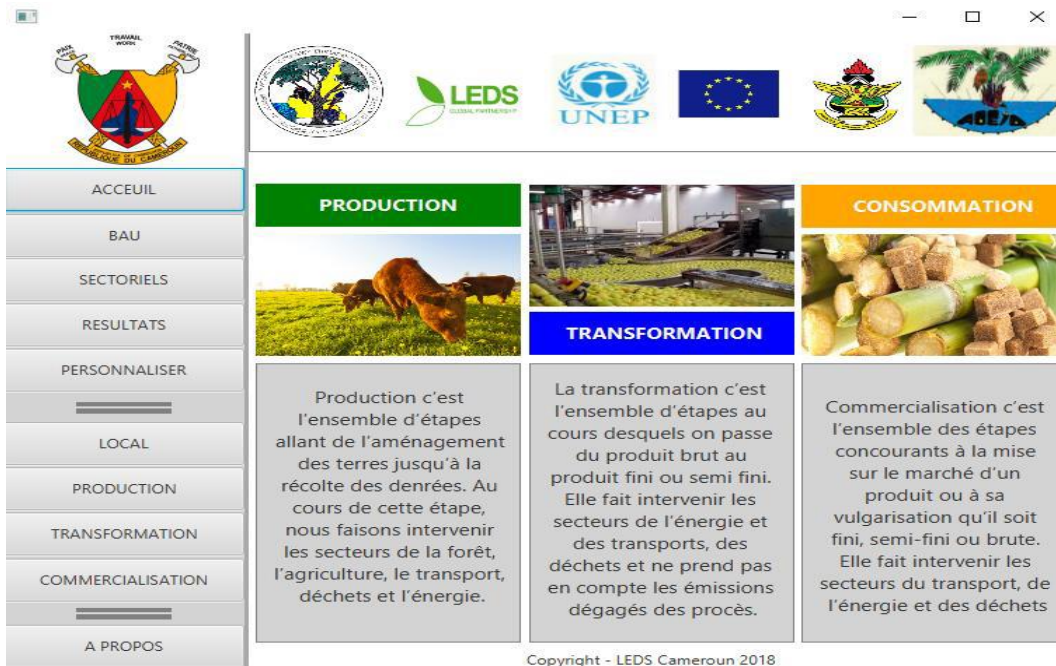 PAIX
TRAVAIL
WORK
PATRIE
REPUBLIQUE DU CAMEROUN
LEDS
GLOBAL PARTNERSHIP
UNEP
ADEID
ACCEUIL
BAU
SECTORIELS
RESULTATS
PERSONNALISER
LOCAL
PRODUCTION
TRANSFORMATION
COMMERCIALISATION
A PROPOS
PRODUCTION
Production c'est
l'ensemble d'étapes
allant de l'aménagement
des terres jusqu'à la
récolte des denrées. Au
cours de cette étape,
nous faisons intervenir
les secteurs de la forêt,
l'agriculture, le transport,
déchets et l'énergie.
TRANSFORMATION
La transformation c'est
l'ensemble d'étapes au
cours desquels on passe
du produit brut au
produit fini ou semi fini.
Elle fait intervenir les
secteurs de l'énergie et
des transports, des
déchets et ne prend pas
en compte les émissions
dégagés des procès.
CONSOMMATION
Commercialisation c'est
l'ensemble des étapes
concourants à la mise
sur le marché d'un
produit ou à sa
vulgarisation qu'il soit
fini, semi-fini ou brute.
Elle fait intervenir les
secteurs du transport, de
l'énergie et des déchets
Copyright - LEDS Cameroun 2018